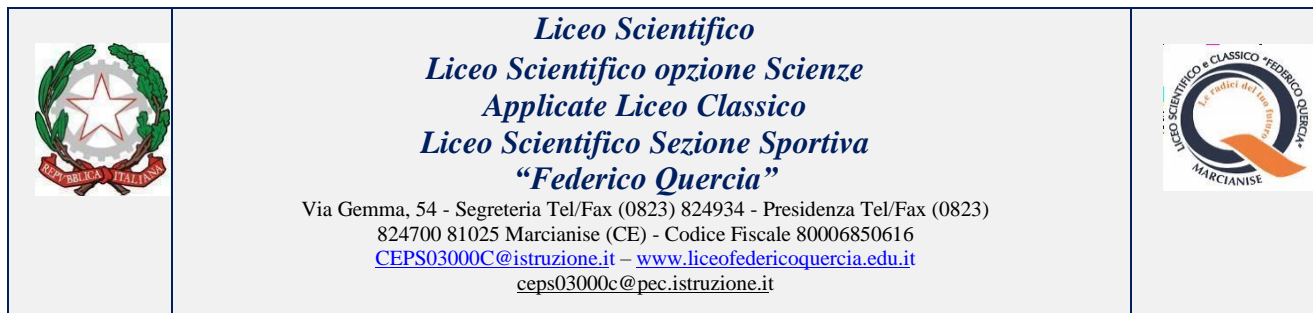 REPVBBLICA ITALIANA
Liceo Scientifico
Liceo Scientifico opzione Scienze
Applicate Liceo Classico
Liceo Scientifico Sezione Sportiva
“Federico Quercia”
Via Gemma, 54 - Segreteria Tel/Fax (0823) 824934 - Presidenza Tel/Fax (0823)
824700 81025 Marcianise (CE) - Codice Fiscale 80006850616
CEPS03000C@istruzione.it – www.liceofedericoquercia.edu.it
ceps03000c@pec.istruzione.it
LICEO SCIENTIFICO e CLASSICO "FEDERICO QUERCIA"
Le radici del tuo futuro
MARCIANISE